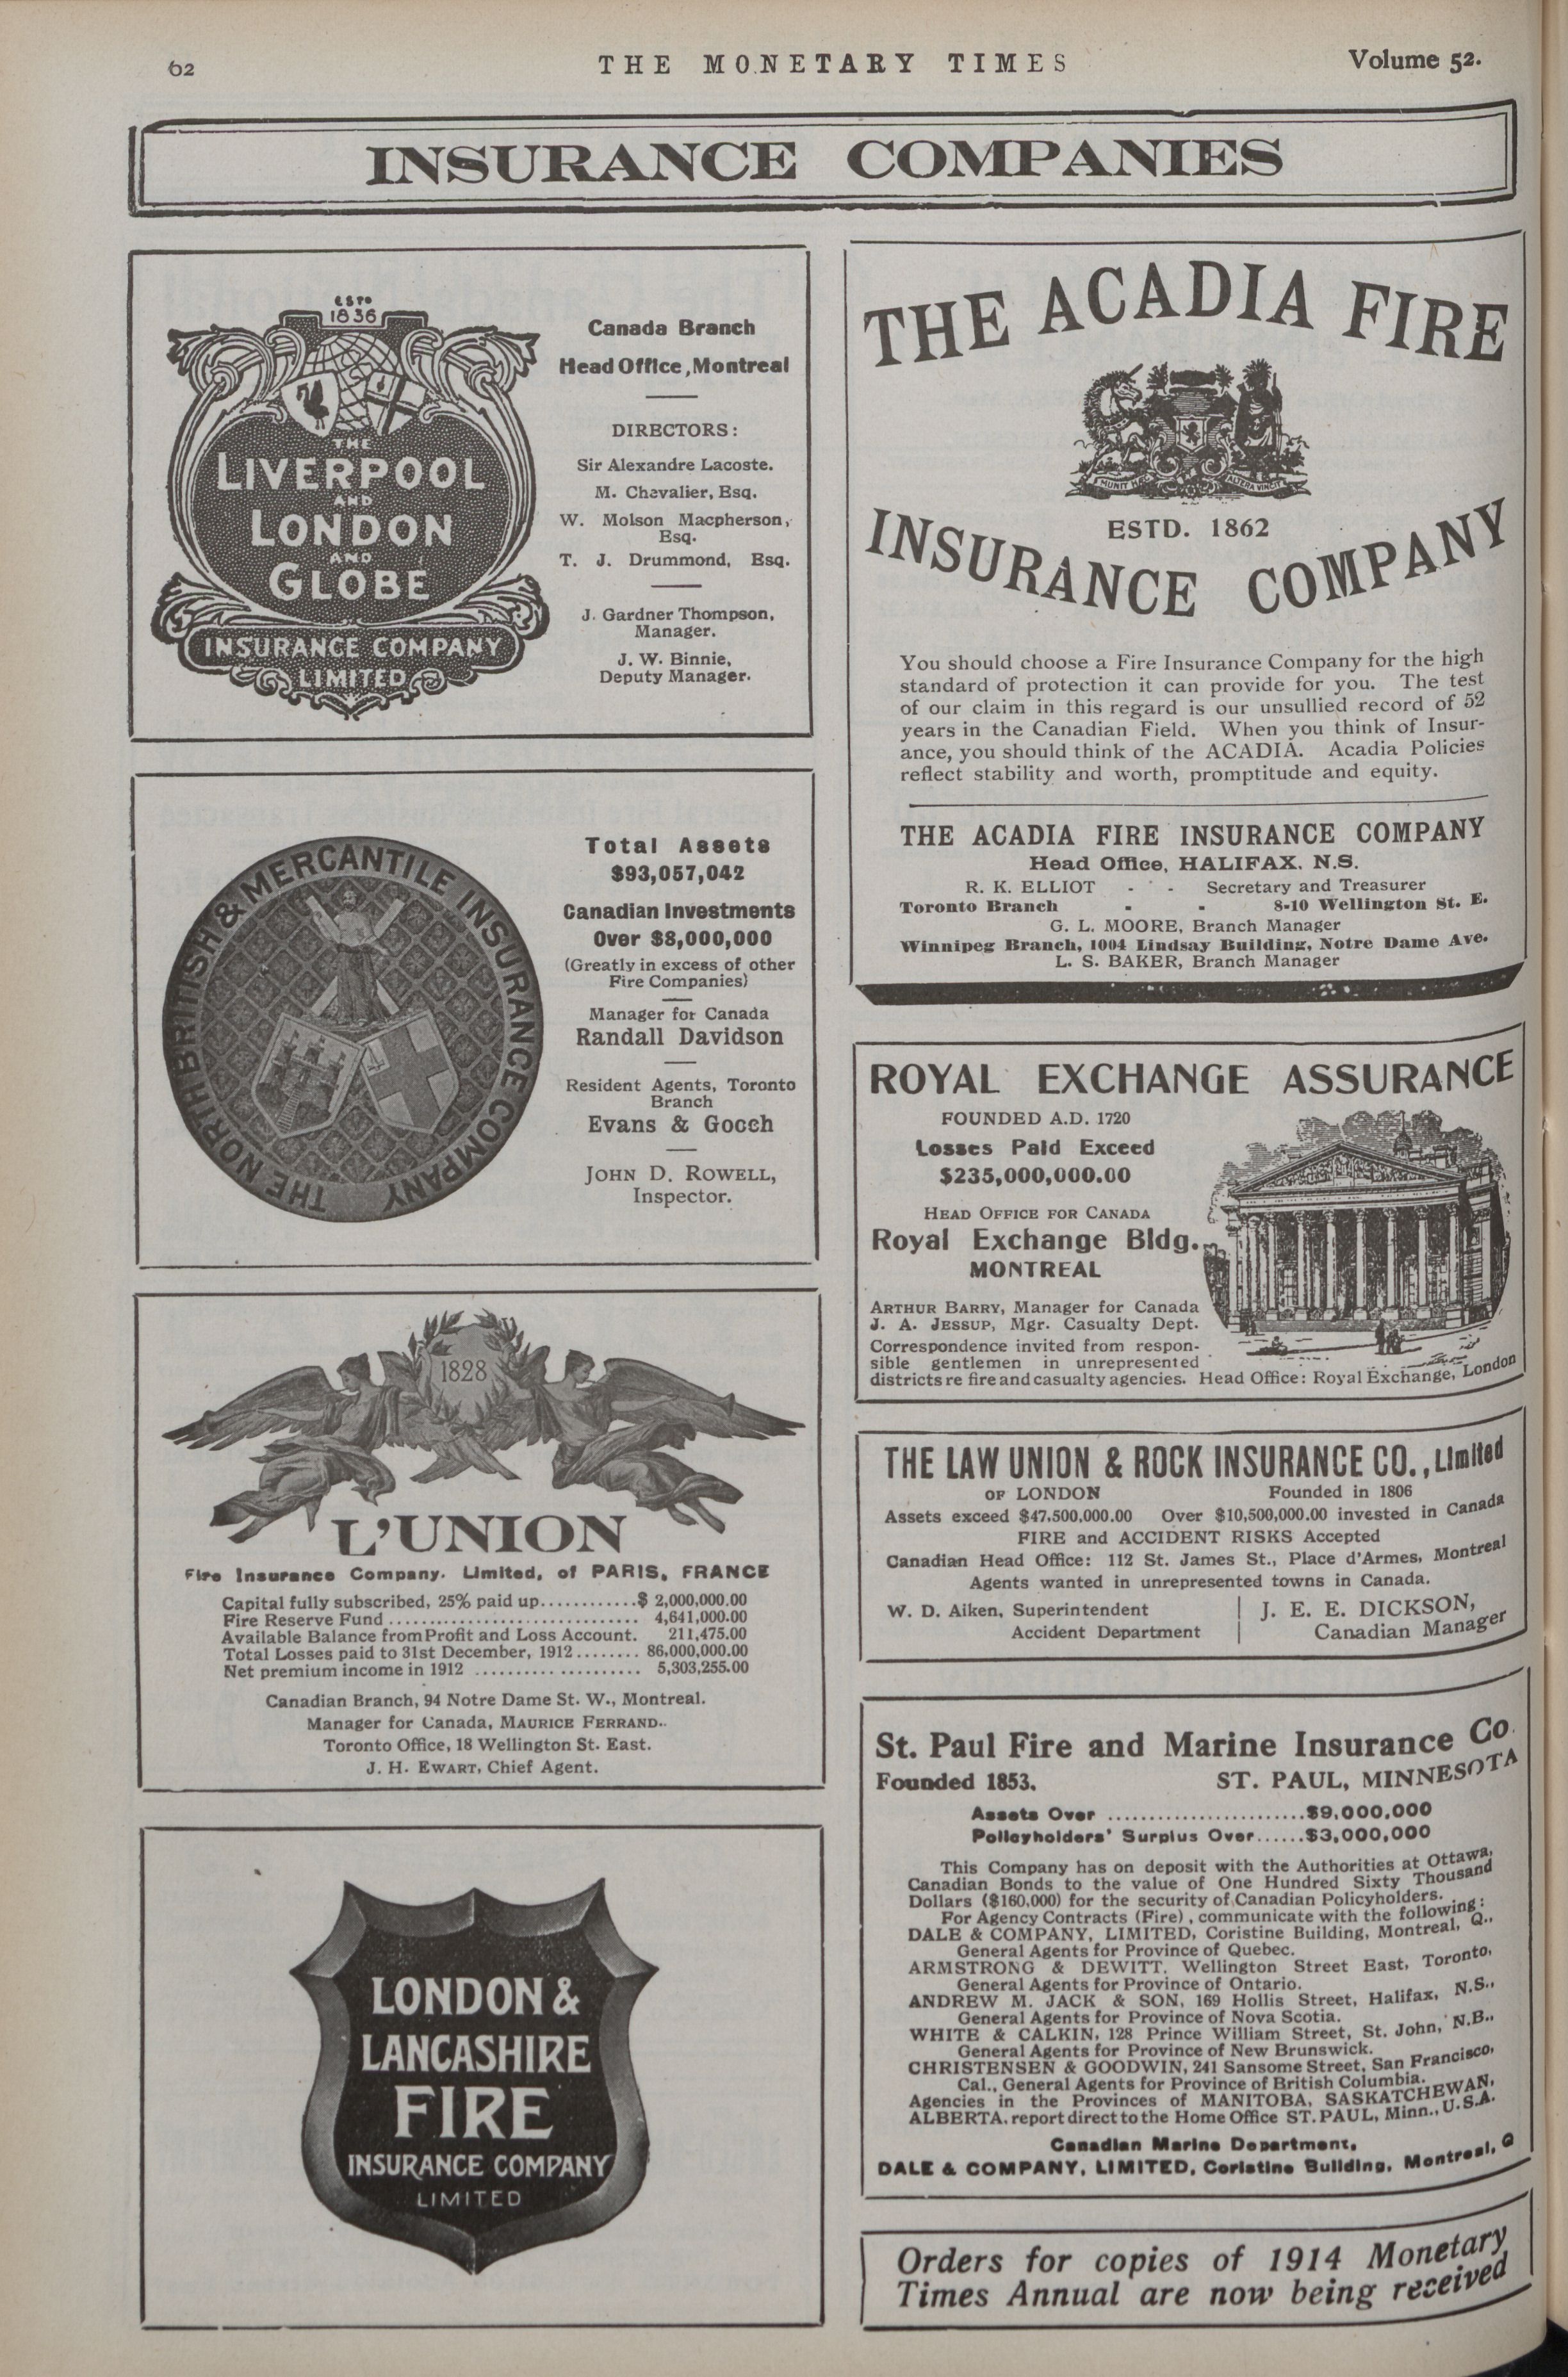 62
THE MONETARY TIMES
Volume 52.
INSURANCE COMPANIES
ESTD
1836
THE
LIVERPOOL
AND
LONDON
AND
GLOBE
INSURANCE COMPANY
LIMITED
Canada Branch
Head Office, Montreal
DIRECTORS:
Sir Alexandre Lacoste.
M. Chevalier, Esq.
W. Molson Macpherson,
Esq.
T. J. Drummond, Esq.
J. Gardner Thompson,
Manager.
J. W. Binnie,
Deputy Manager.
THE NORTH BRITISH & MERCANTILE INSURANCE COMPANY
Total Assets
$93,057,042
Canadian Investments
Over $8,000,000
(Greatly in excess of other
Fire Companies)
Manager for Canada
Randall Davidson
Resident Agents, Toronto
Branch
Evans & Gooch
JOHN D. ROWELL,
Inspector.
1828
L'UNION
Fire Insurance Company. Limited, of PARIS, FRANCE
Capital fully subscribed, 25% paid up............$ 2,000,000.00
Fire Reserve Fund .............................. 4,641,000.00
Available Balance from Profit and Loss Account. 211,475.00
Total Losses paid to 31st December, 1912........ 86,000,000.00
Net premium income in 1912 .................... 5,303,255.00
Canadian Branch, 94 Notre Dame St. W., Montreal.
Manager for Canada, MAURICE FERRAND..
Toronto Office, 18 Wellington St. East.
J. H. EWART, Chief Agent.
LONDON &
LANCASHIRE
FIRE
INSURANCE COMPANY
LIMITED
THE ACADIA FIRE
MUNIT HÆC
ALTERA VINCIT
ESTD. 1862
INSURANCE COMPANY
You should choose a Fire Insurance Company for the high
standard of protection it can provide for you. The test
of our claim in this regard is our unsullied record of 52
years in the Canadian Field. When you think of Insur-
ance, you should think of the ACADIA. Acadia Policies
reflect stability and worth, promptitude and equity.
THE ACADIA FIRE INSURANCE COMPANY
Head Office, HALIFAX, N.S.
R. K. ELLIOT - - Secretary and Treasurer
Toronto Branch - - 8-10 Wellington St. E.
G. L. MOORE, Branch Manager
Winnipeg Branch, 1004 Lindsay Building, Notre Dame Ave.
L. S. BAKER, Branch Manager
ROYAL EXCHANGE ASSURANCE
FOUNDED A.D. 1720
Losses Paid Exceed
$235,000,000.00
HEAD OFFICE FOR CANADA
Royal Exchange Bldg.
MONTREAL
ARTHUR BARRY, Manager for Canada
J. A. JESSUP, Mgr. Casualty Dept.
Correspondence invited from respon-
sible gentlemen in unrepresented
districts re fire and casualty agencies. Head Office: Royal Exchange, London
THE LAW UNION & ROCK INSURANCE CO., Limited
OF LONDON Founded in 1806
Assets exceed $47,500,000.00 Over $10,500,000.00 invested in Canada
FIRE and ACCIDENT RISKS Accepted
Canadian Head Office: 112 St. James St., Place d'Armes, Montreal
Agents wanted in unrepresented towns in Canada.
W. D. Aiken, Superintendent
Accident Department
J. E. E. DICKSON,
Canadian Manager
St. Paul Fire and Marine Insurance Co.
Founded 1853. ST. PAUL, MINNESOTA
Assets Over ........................$9,000,000
Policyholders' Surplus Over......$3,000,000
This Company has on deposit with the Authorities at Ottawa,
Canadian Bonds to the value of One Hundred Sixty Thousand
Dollars ($160,000) for the security of Canadian Policyholders.
For Agency Contracts (Fire), communicate with the following:
DALE & COMPANY, LIMITED, Coristine Building, Montreal, Q.,
General Agents for Province of Quebec.
ARMSTRONG & DEWITT, Wellington Street East, Toronto,
General Agents for Province of Ontario.
ANDREW M. JACK & SON, 169 Hollis Street, Halifax, N.S.,
General Agents for Province of Nova Scotia.
WHITE & CALKIN, 128 Prince William Street, St. John, N.B.,
General Agents for Province of New Brunswick.
CHRISTENSEN & GOODWIN, 241 Sansome Street, San Francisco,
Cal., General Agents for Province of British Columbia.
Agencies in the Provinces of MANITOBA, SASKATCHEWAN,
ALBERTA, report direct to the Home Office ST. PAUL, Minn., U.S.A.
Canadian Marine Department,
DALE & COMPANY, LIMITED, Coristine Building, Montreal, Q
Orders for copies of 1914 Monetary
Times Annual are now being received